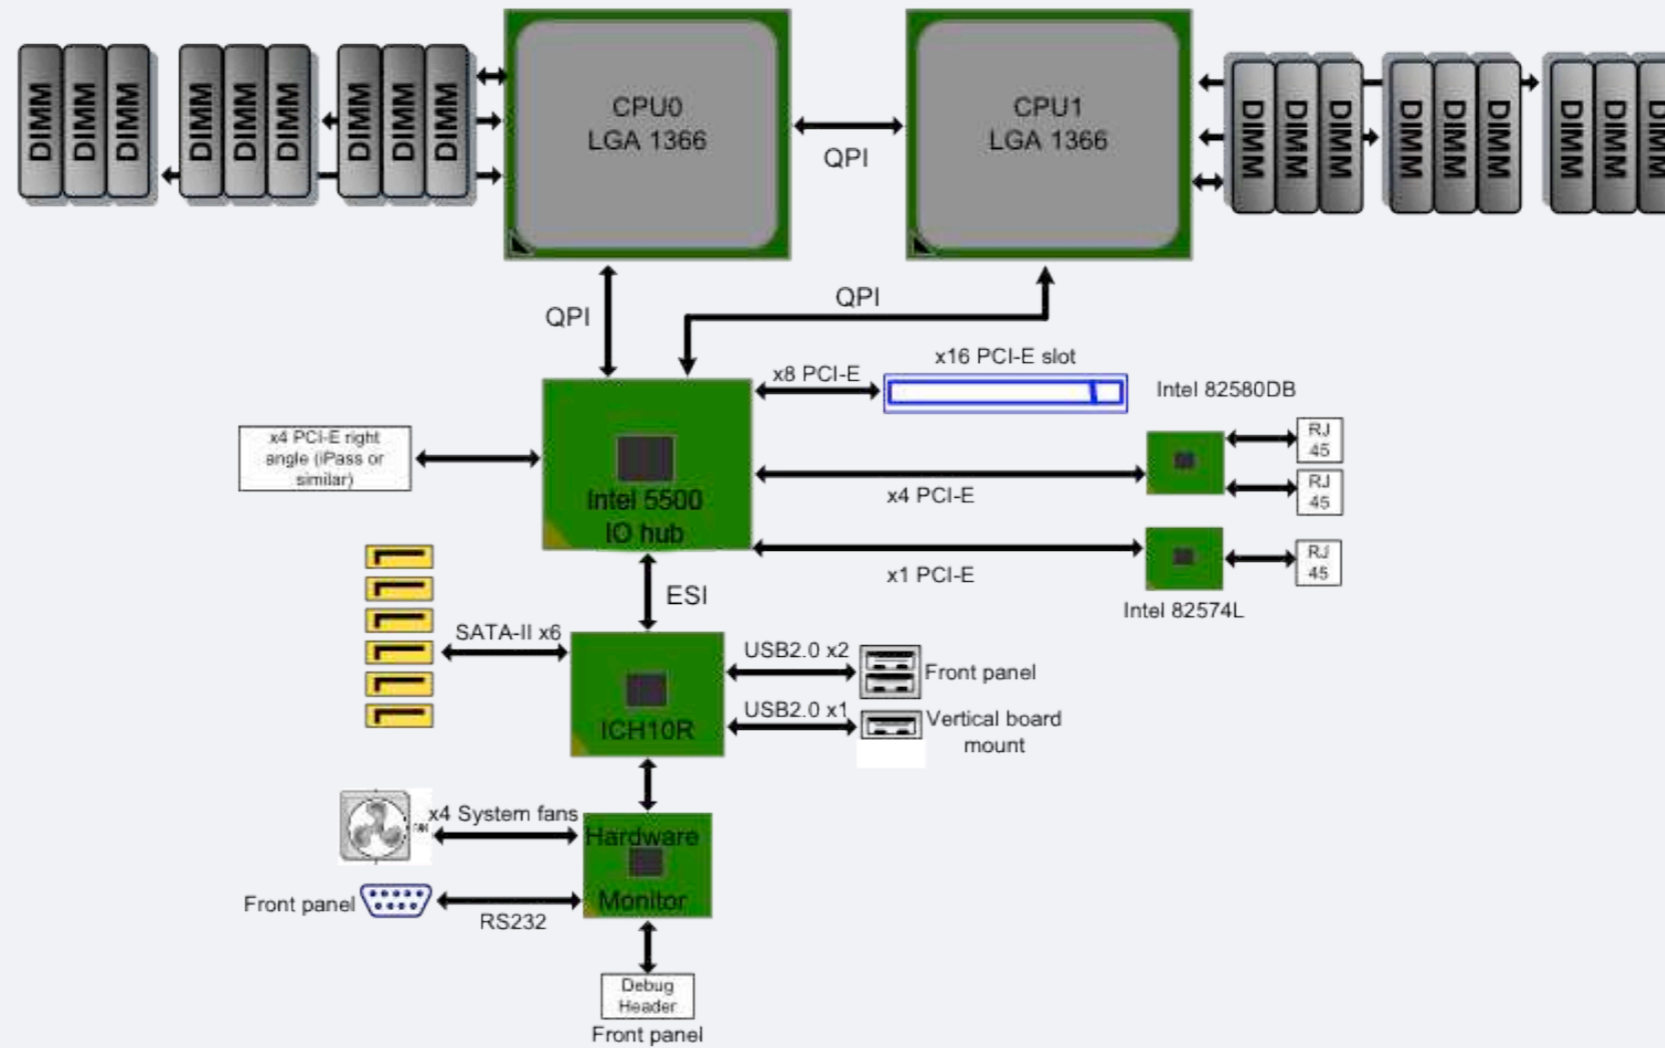 DIMM
DIMM
DIMM
DIMM
DIMM
DIMM
DIMM
DIMM
DIMM
CPU0
LGA 1366
QPI
CPU1
LGA 1366
DIMM
DIMM
DIMM
DIMM
DIMM
DIMM
DIMM
DIMM
DIMM
QPI
QPI
x8 PCI-E
x16 PCI-E slot
Intel 82580DB
x4 PCI-E right
angle (iPass or
similar)
Intel 5500
IO hub
x4 PCI-E
RJ
45
RJ
45
x1 PCI-E
RJ
45
Intel 82574L
ESI
SATA-II x6
ICH10R
USB2.0 x2
Front panel
USB2.0 x1
Vertical board
mount
x4 System fans
FAN
Hardware
Monitor
Front panel
RS232
Debug
Header
Front panel